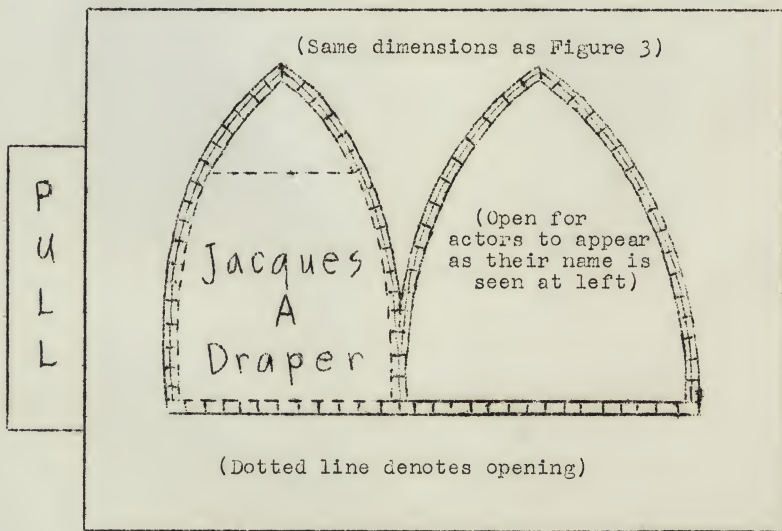 (Same dimensions as Figure 3)
PULL
Jacques
A
Draper
(Open for
actors to appear
as their name is
seen at left)
(Dotted line denotes opening)